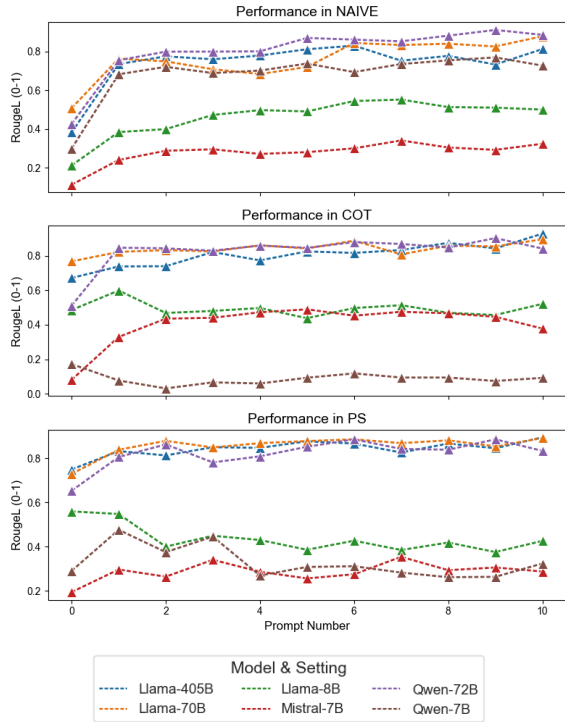 Performance in NAIVE
RougeL (0-1)
0.8
0.6
0.4
0.2
Performance in COT
RougeL (0-1)
0.8
0.6
0.4
0.2
0.0
Performance in PS
RougeL (0-1)
0.8
0.6
0.4
0.2
0 2 4 6 8 10
Prompt Number
Model & Setting
Llama-405B Llama-8B Qwen-72B
Llama-70B Mistral-7B Qwen-7B